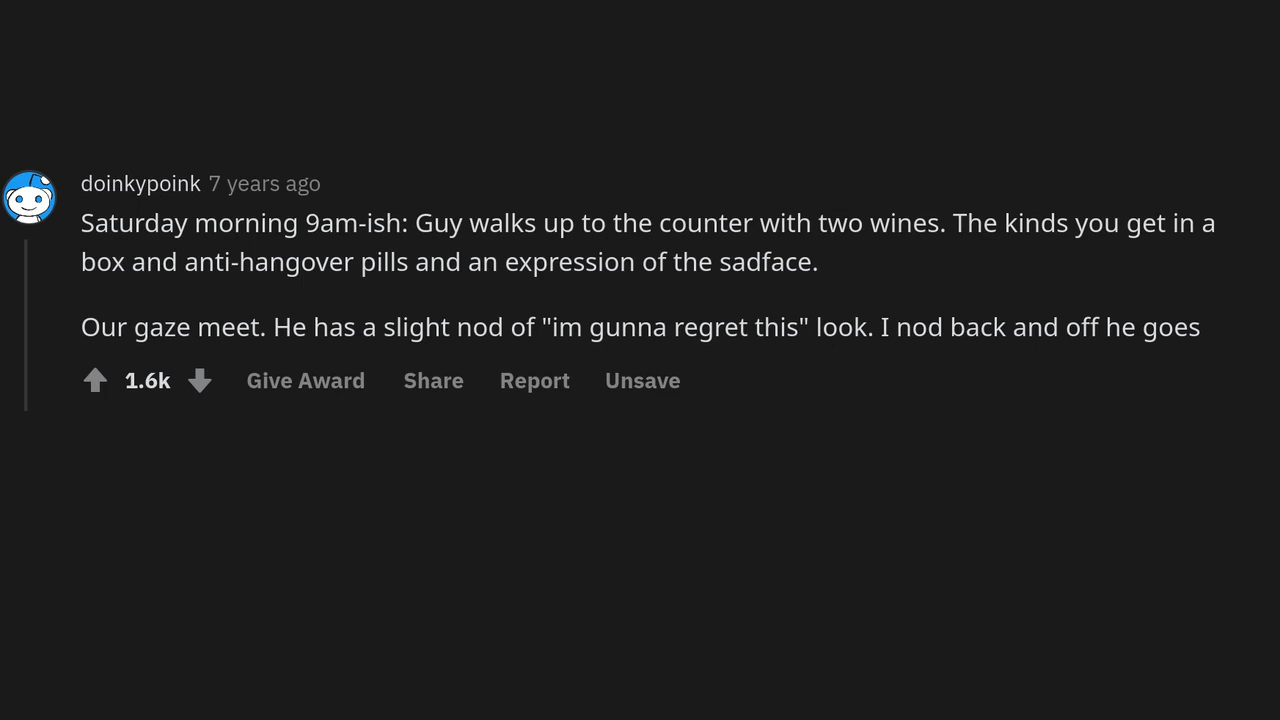 doinkypoink 7 years ago
Saturday morning 9am-ish: Guy walks up to the counter with two wines. The kinds you get in a
box and anti-hangover pills and an expression of the sadface.
Our gaze meet. He has a slight nod of "im gunna regret this" look. I nod back and off he goes
1.6k Give Award Share Report Unsave